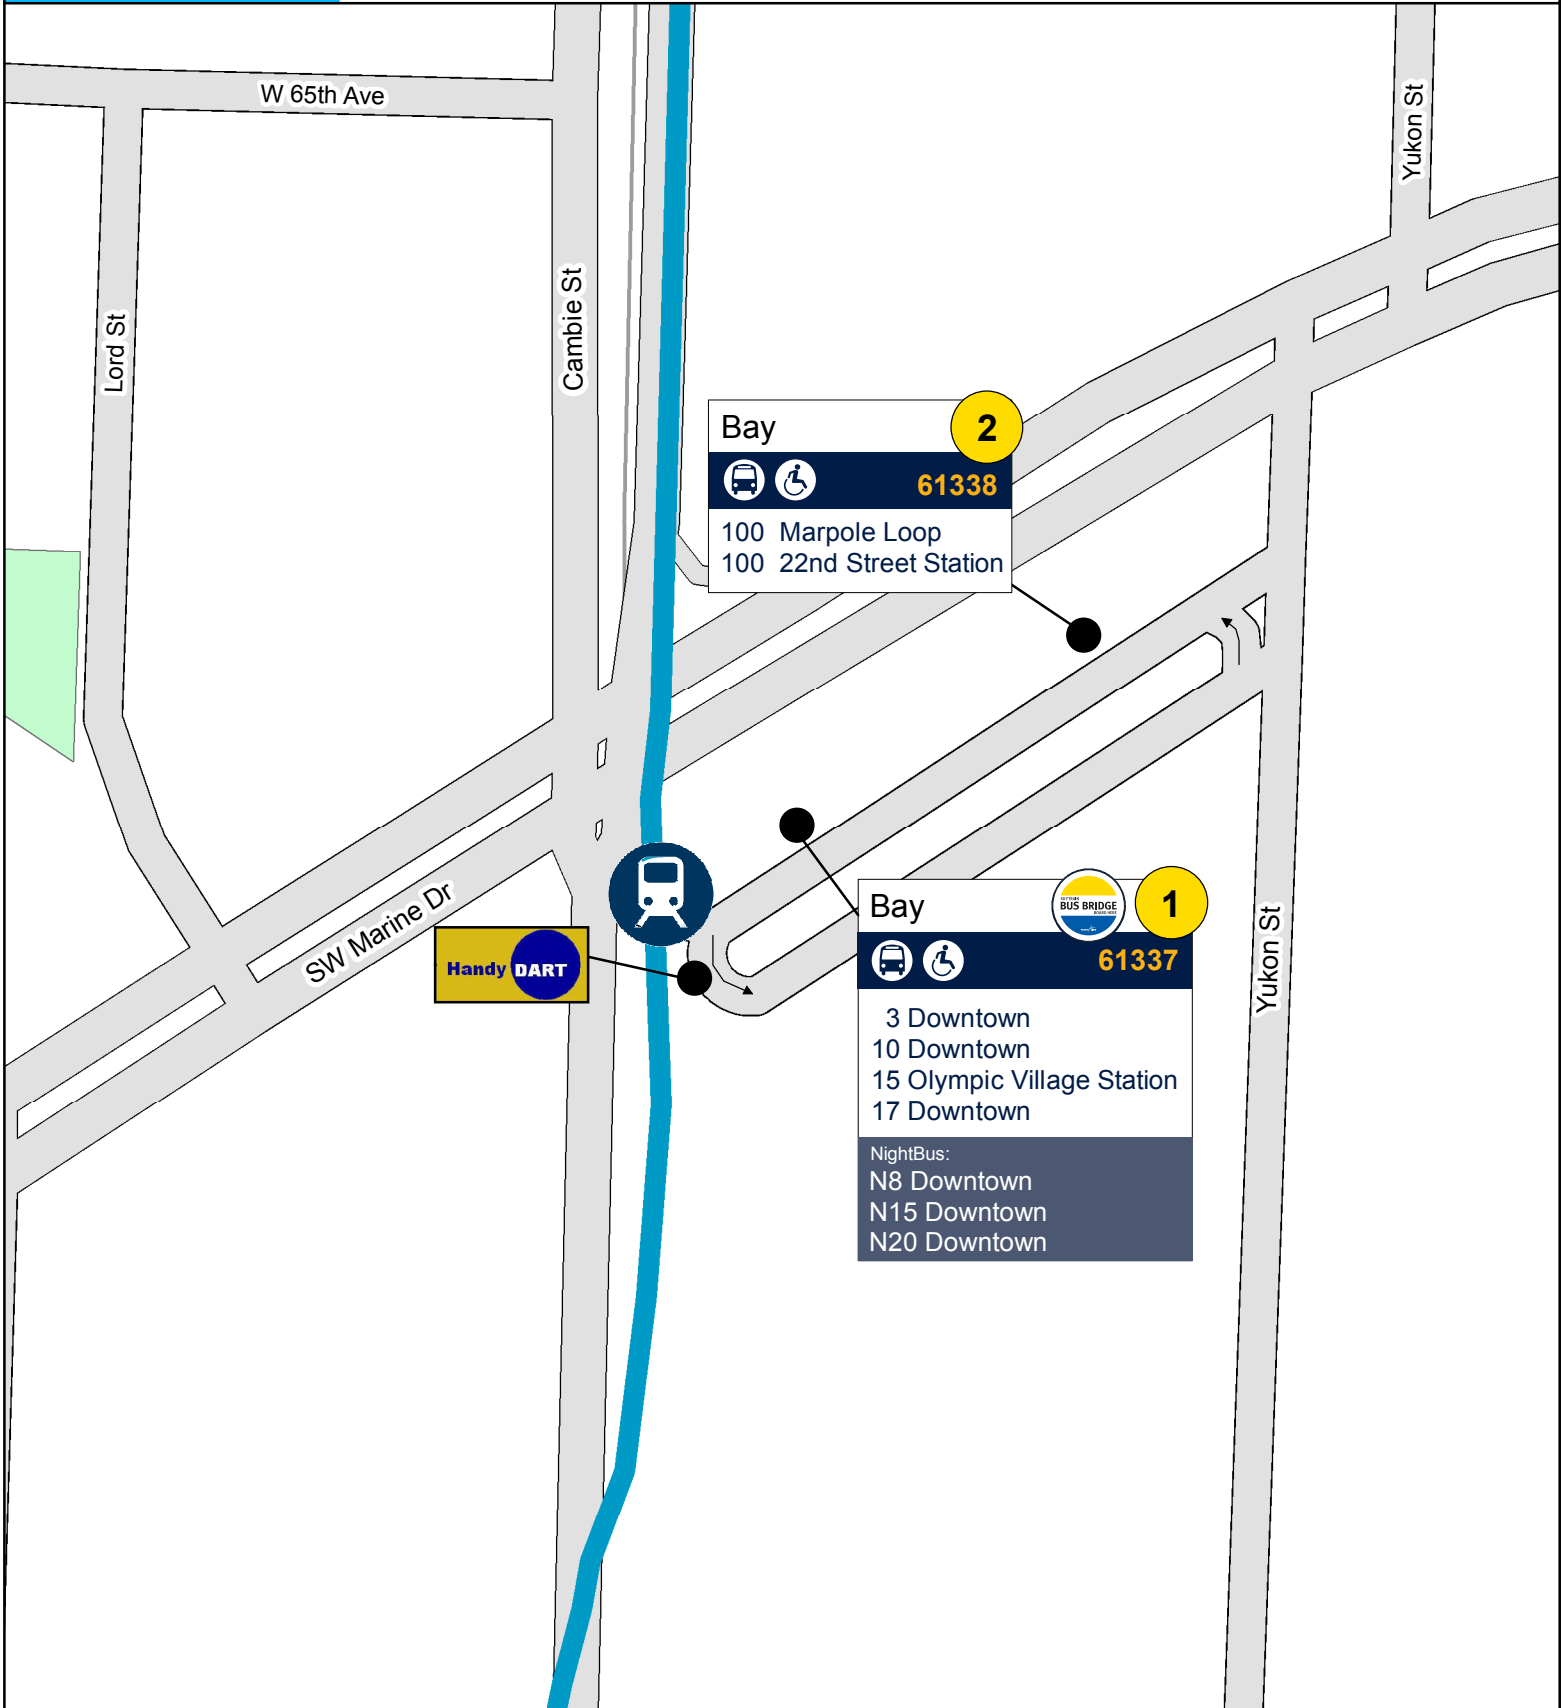 W 65th Ave
Yukon St
Lord St
Cambie St
Bay 2
61338
100 Marpole Loop
100 22nd Street Station
SW Marine Dr
Handy DART
Bay 1
BUS BRIDGE
61337
3 Downtown
10 Downtown
15 Olympic Village Station
17 Downtown
NightBus:
N8 Downtown
N15 Downtown
N20 Downtown
Yukon St